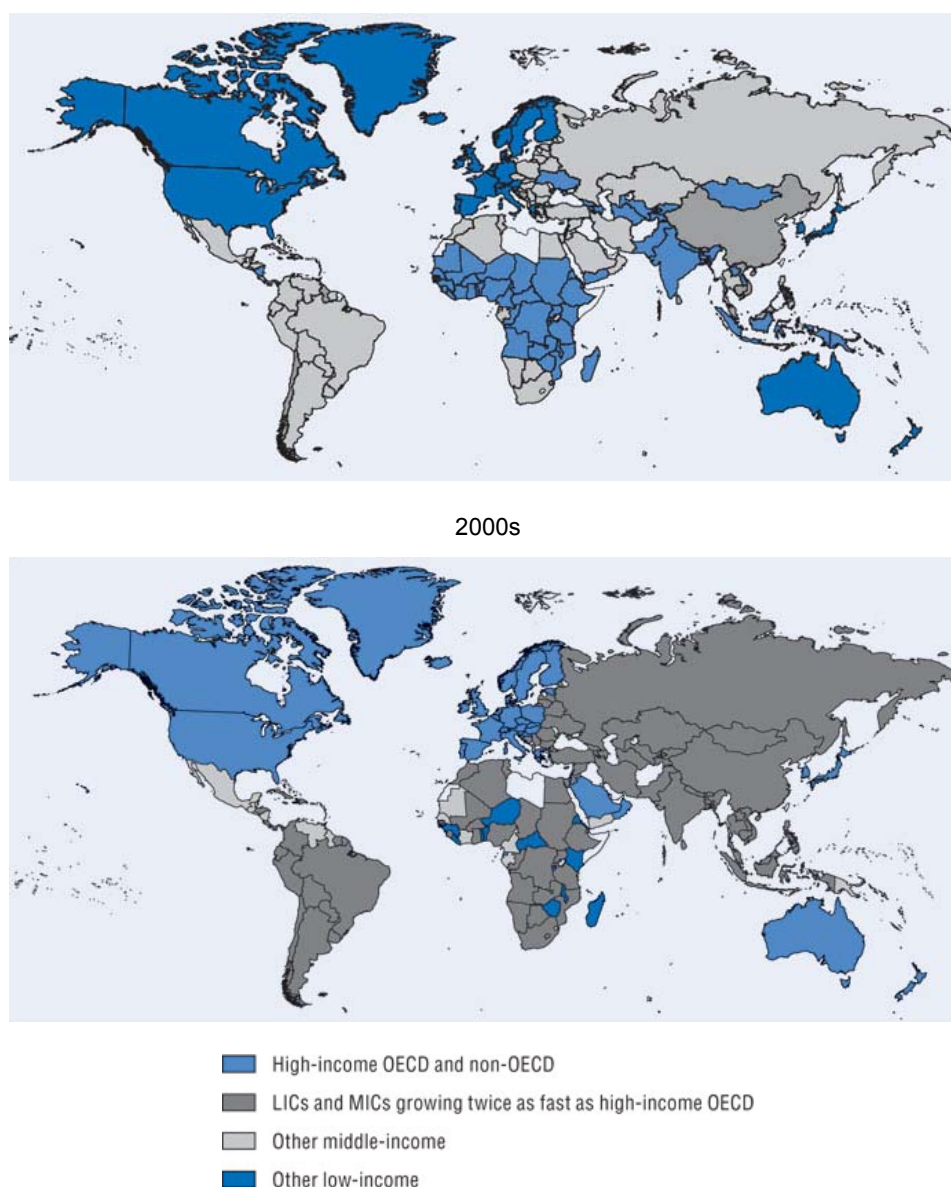 2000s
High-income OECD and non-OECD
LICs and MICs growing twice as fast as high-income OECD
Other middle-income
Other low-income